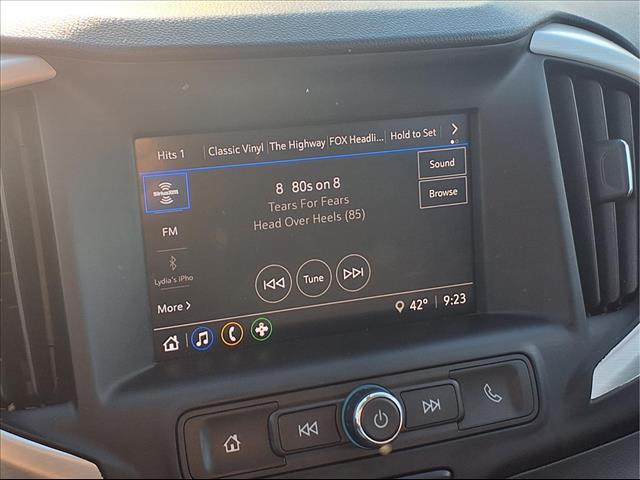 Hits 1 Classic Vinyl The Highway FOX Headli... Hold to Set
SiriusXM
8 80s on 8
Tears For Fears
Head Over Heels (85)
Sound
Browse
FM
Lydia's iPho
Tune
More
42° 9:23